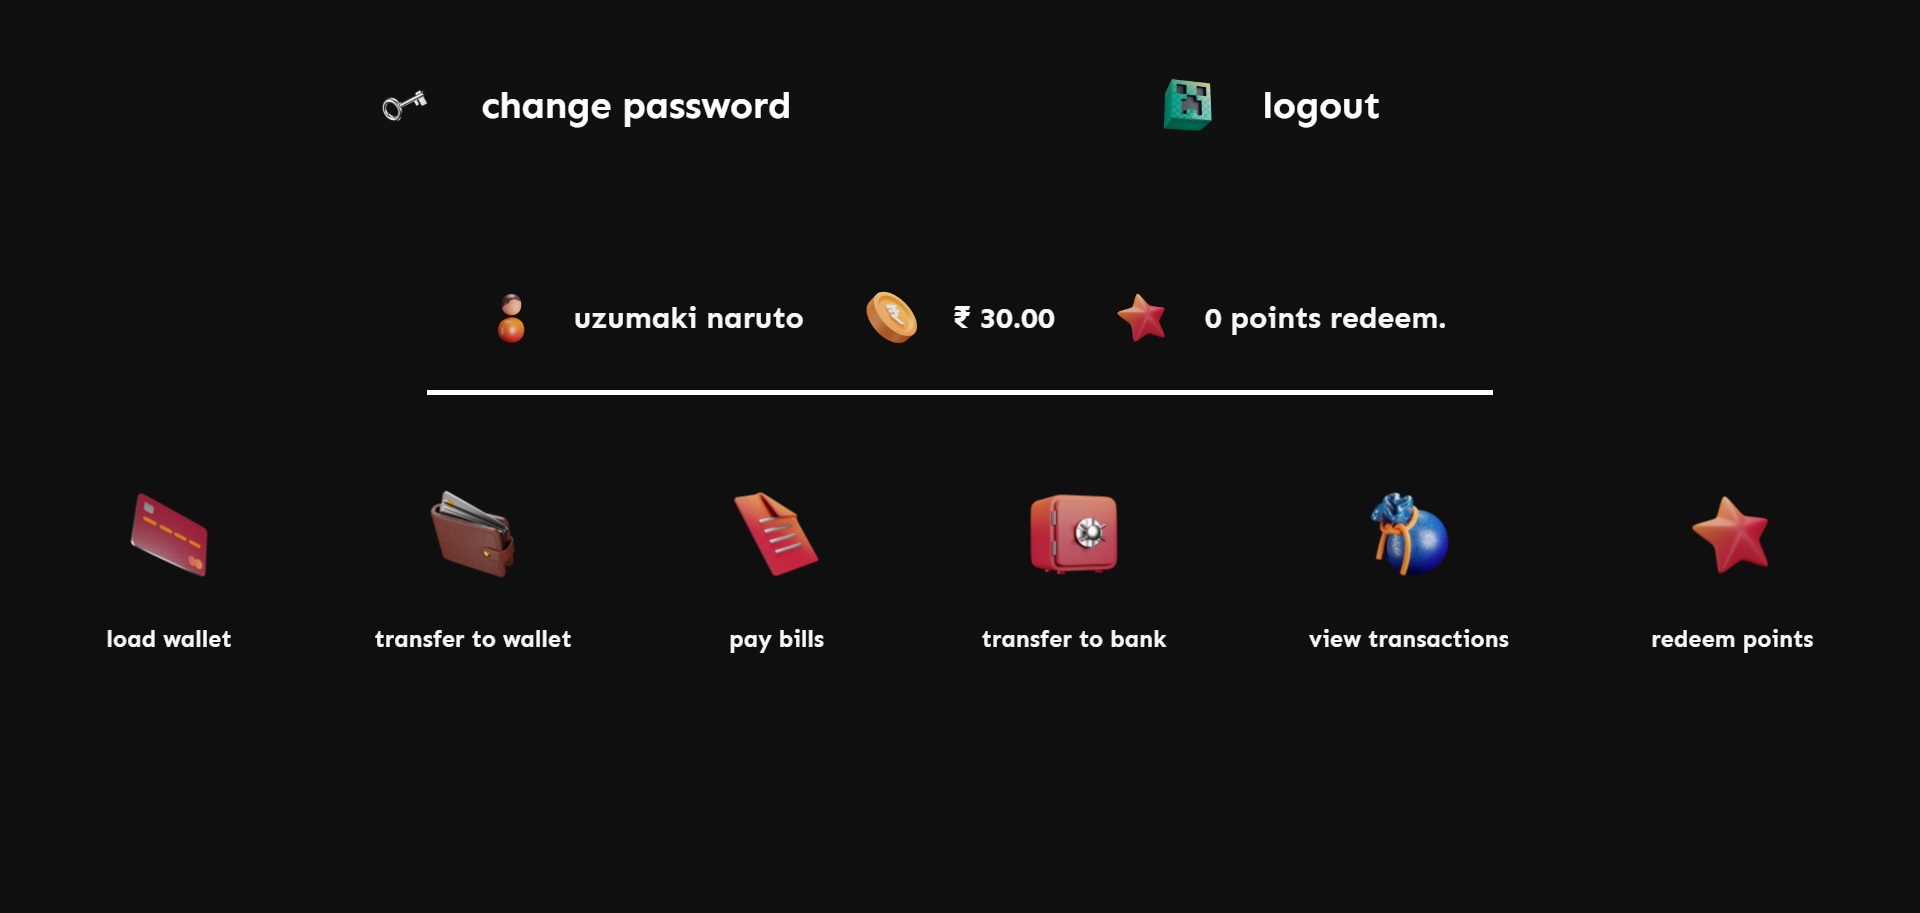 change password
logout
uzumaki naruto
₹ 30.00
0 points redeem.
load wallet
transfer to wallet
pay bills
transfer to bank
view transactions
redeem points